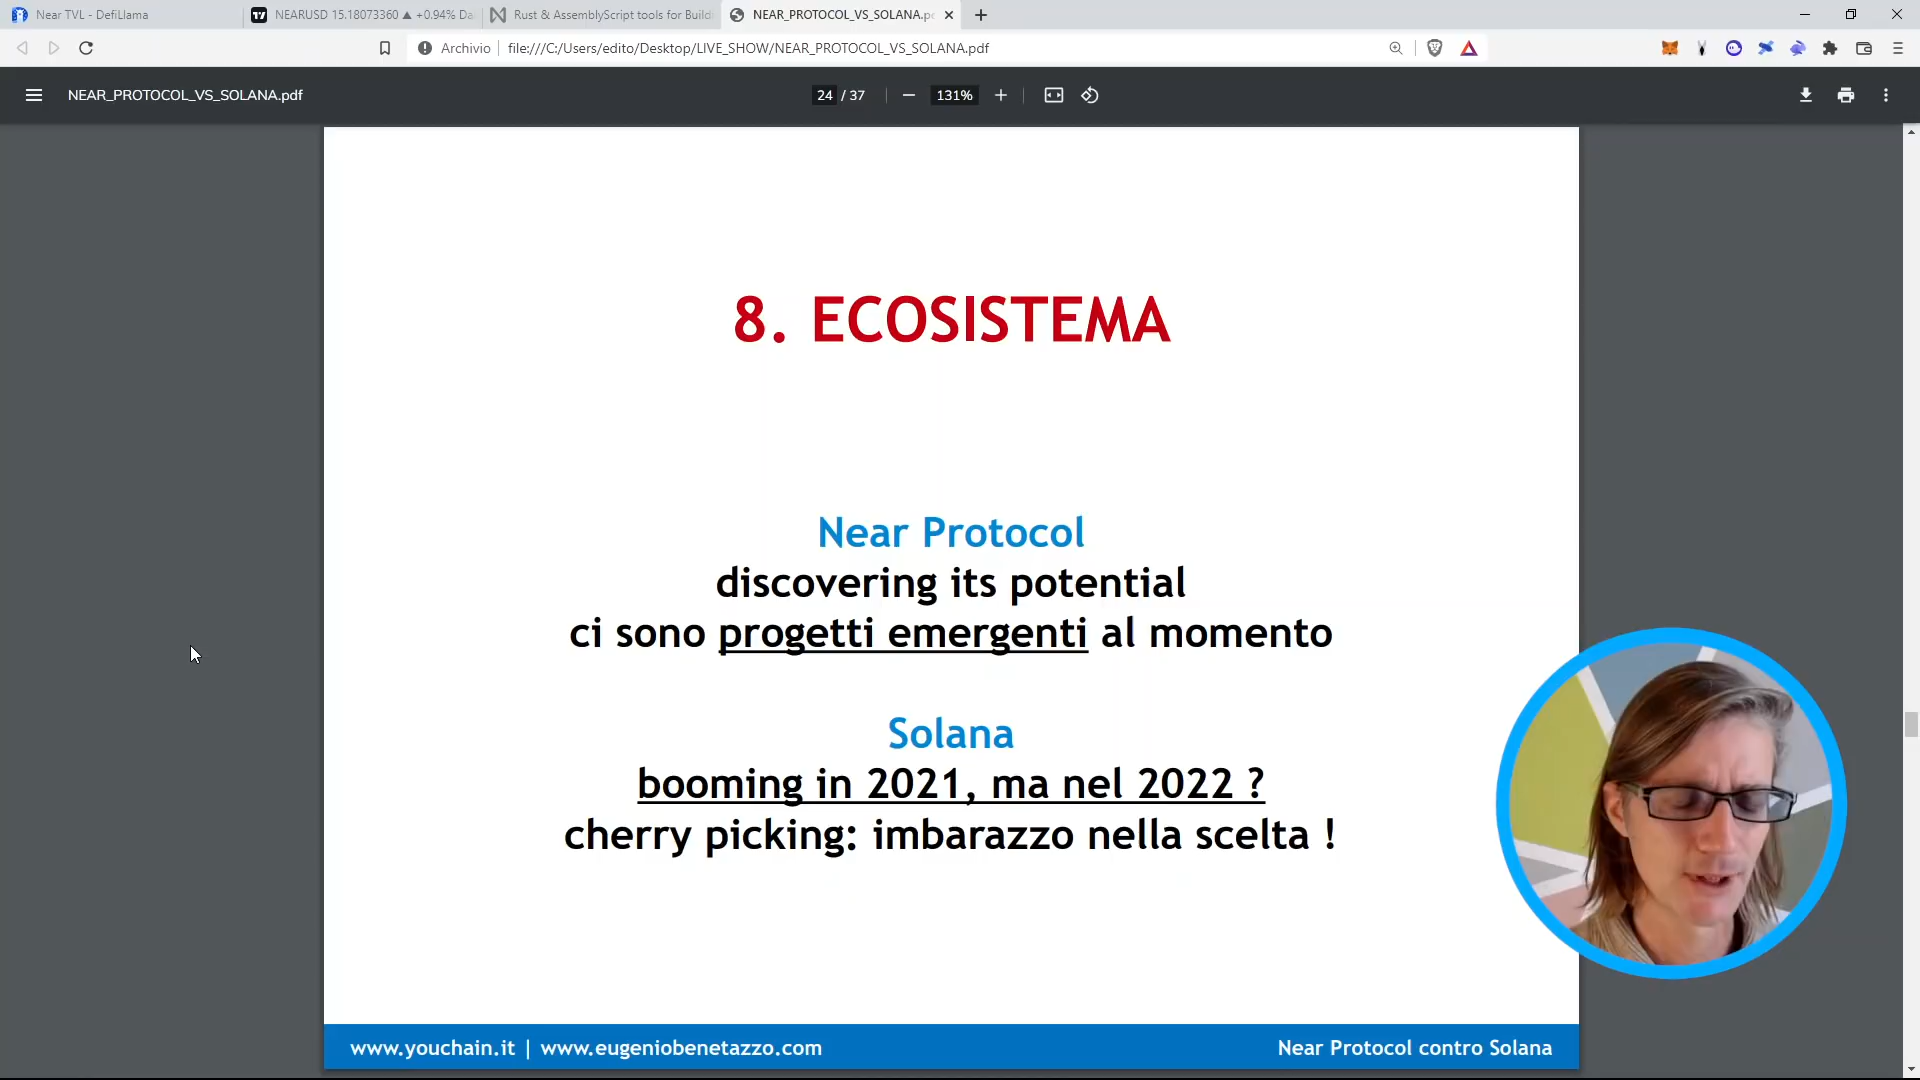 Near TVL - DefiLlama
NEARUSD 15.18073360 ▲ +0.94% Da
Rust & AssemblyScript tools for Buildi
NEAR_PROTOCOL_VS_SOLANA.pd
Archivio
file:///C:/Users/edito/Desktop/LIVE_SHOW/NEAR_PROTOCOL_VS_SOLANA.pdf
NEAR_PROTOCOL_VS_SOLANA.pdf
24 / 37
131%
8. ECOSISTEMA
Near Protocol
discovering its potential
ci sono progetti emergenti al momento
Solana
booming in 2021, ma nel 2022 ?
cherry picking: imbarazzo nella scelta !
www.youchain.it | www.eugeniobenetazzo.com
Near Protocol contro Solana